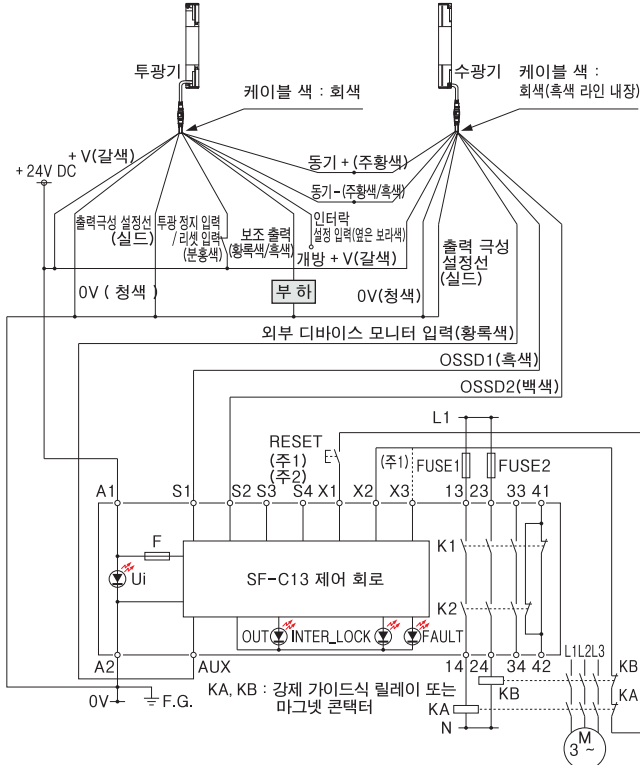 투광기
수광기
케이블 색 : 회색
케이블 색 :
회색(흑색 라인 내장)
+ V(갈색)
+ 24V DC
동기 + (주황색)
동기 – (주황색/흑색)
출력극성 설정선
(실드)
투광 정지 입력
/ 리셋 입력
(분홍색)
보조 출력
(황록색/흑색)
인터락
설정 입력(옅은 보라색)
개방 + V(갈색)
출력 극성
설정선
(실드)
0V ( 청색 )
부 하
0V(청색)
외부 디바이스 모니터 입력(황록색)
OSSD1(흑색)
OSSD2(백색)
L1
RESET
(주1)
(주2)
(주1)
FUSE1
FUSE2
A1 S1 S2 S3 S4 X1 X2 X3 13 23 33 41
F
Ui
SF-C13 제어 회로
K1
K2
OUT INTER_LOCK FAULT
A2 AUX 14 24 34 42
L1L2L3
KB
KA
0V
F.G.
KA, KB : 강제 가이드식 릴레이 또는
마그넷 콘택터
KB
KA
N
M
3 ~